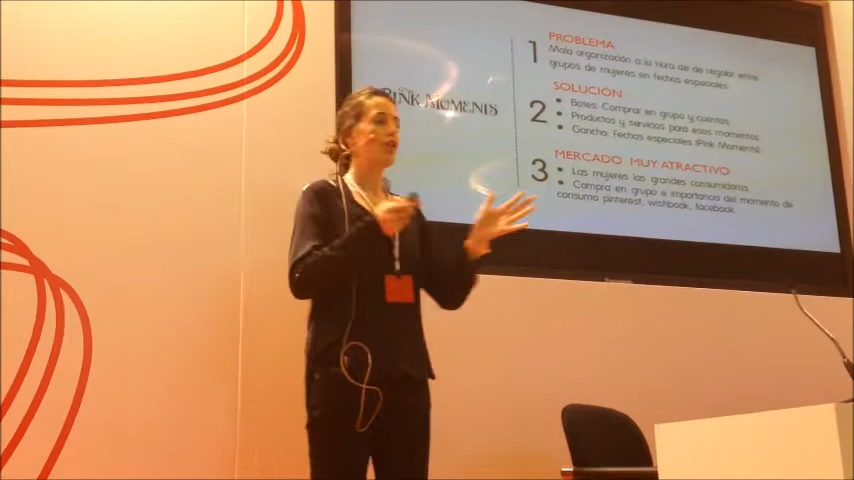 PINK MOMENTS
1
PROBLEMA
Mala organización a la hora de regalar entre
grupos de mujeres en fechas especiales.
2
SOLUCIÓN
• Botes: Comprar en grupo y cuentas
• Productos y servicios para esos momentos
• Gancho: Fechas especiales (Pink Moments)
3
MERCADO MUY ATRACTIVO
• Las mujeres las grandes consumidoras
• Comprar en grupo e importancia del momento de
consumo pinterest, wishbook, facebook